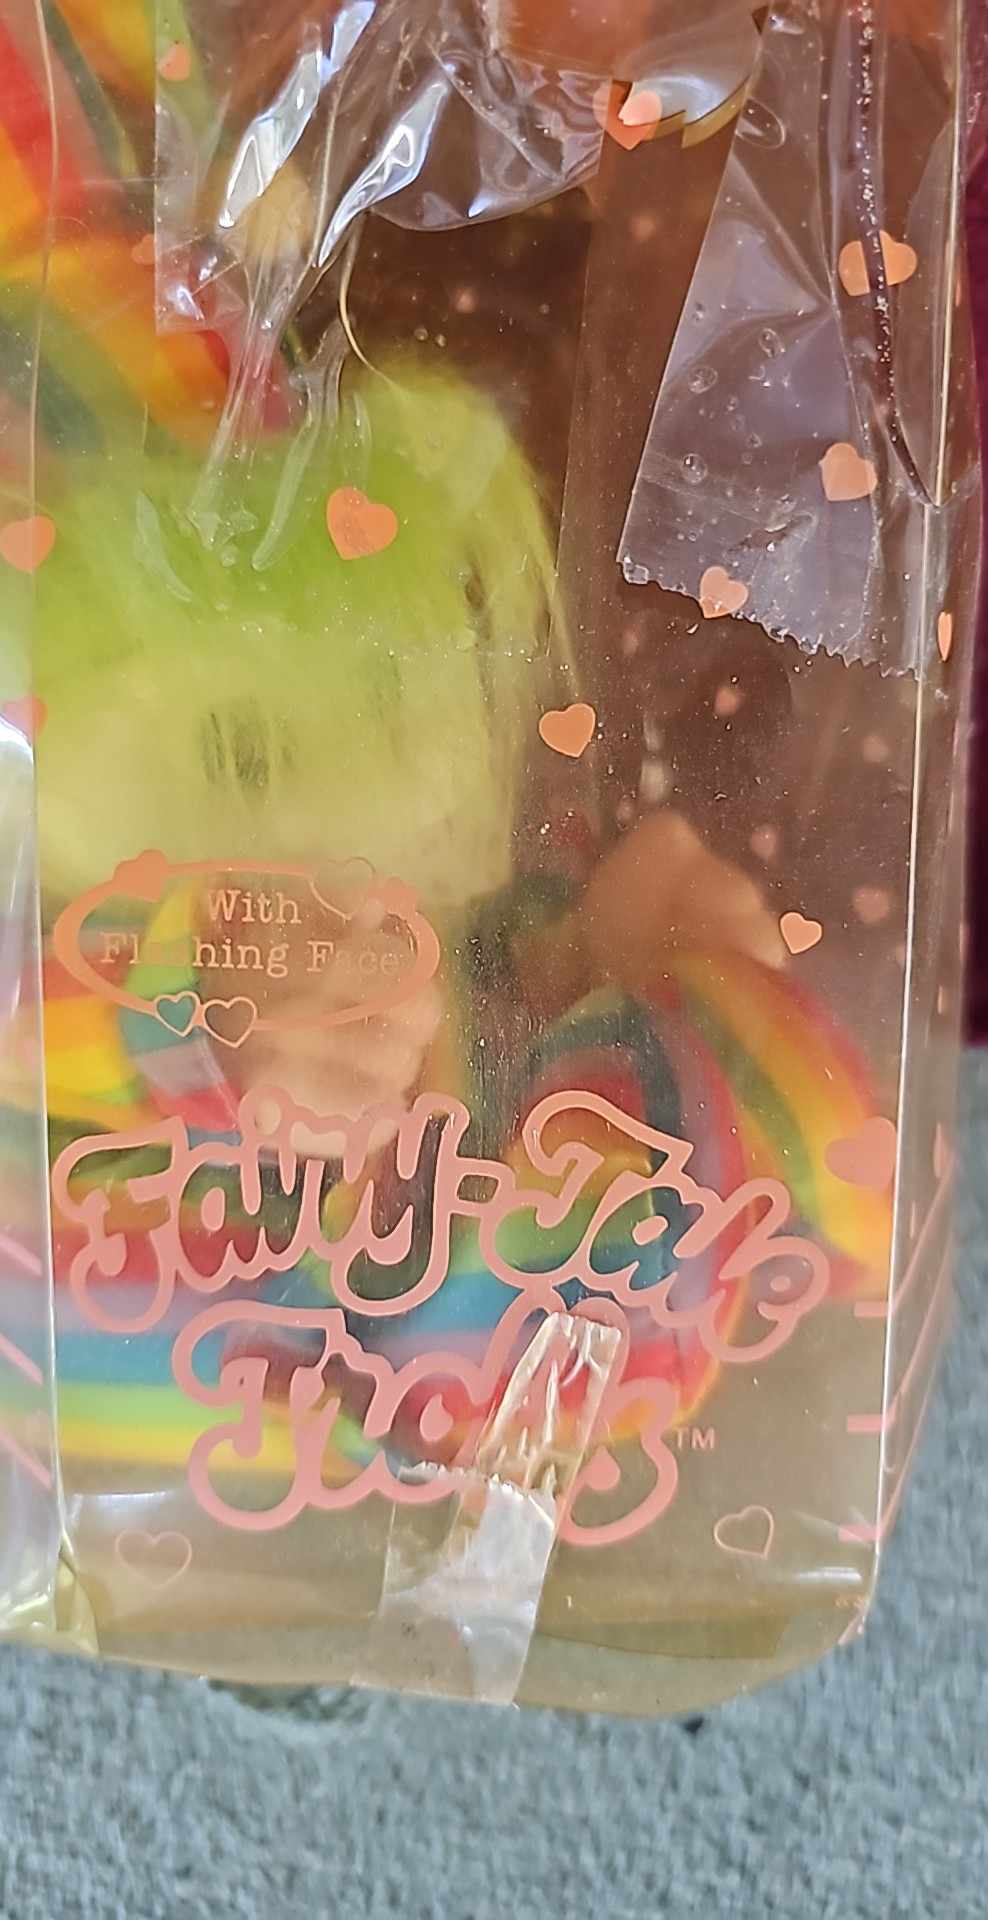 With
Flashing Face
Fairy-Tale
Trolls™